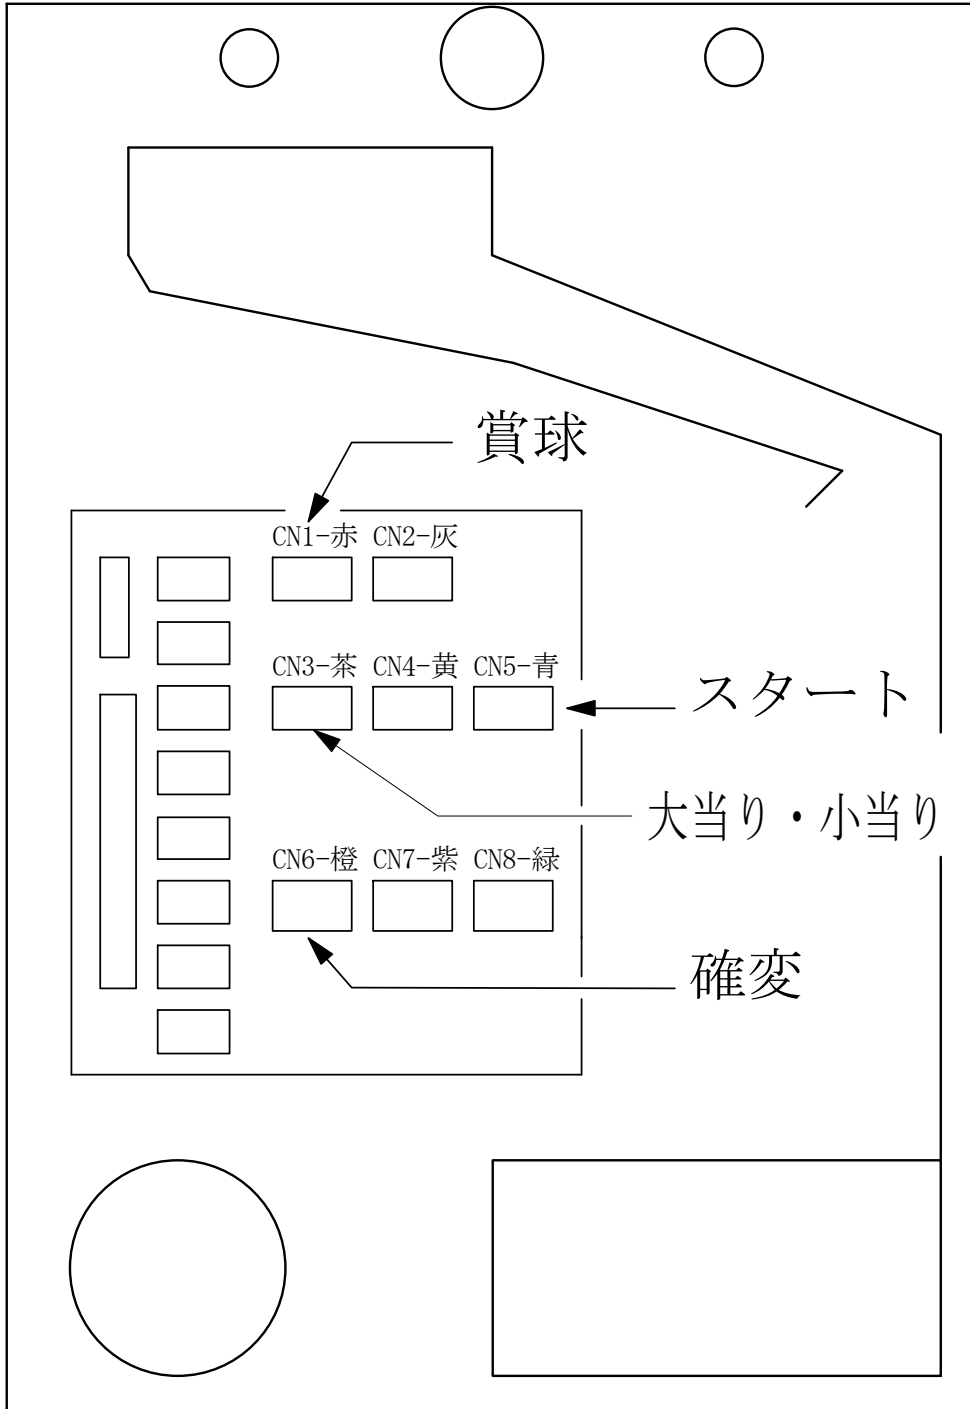 賞球
CN1-赤 CN2-灰
CN3-茶 CN4-黄 CN5-青
スタート
大当り・小当り
CN6-橙 CN7-紫 CN8-緑
確変